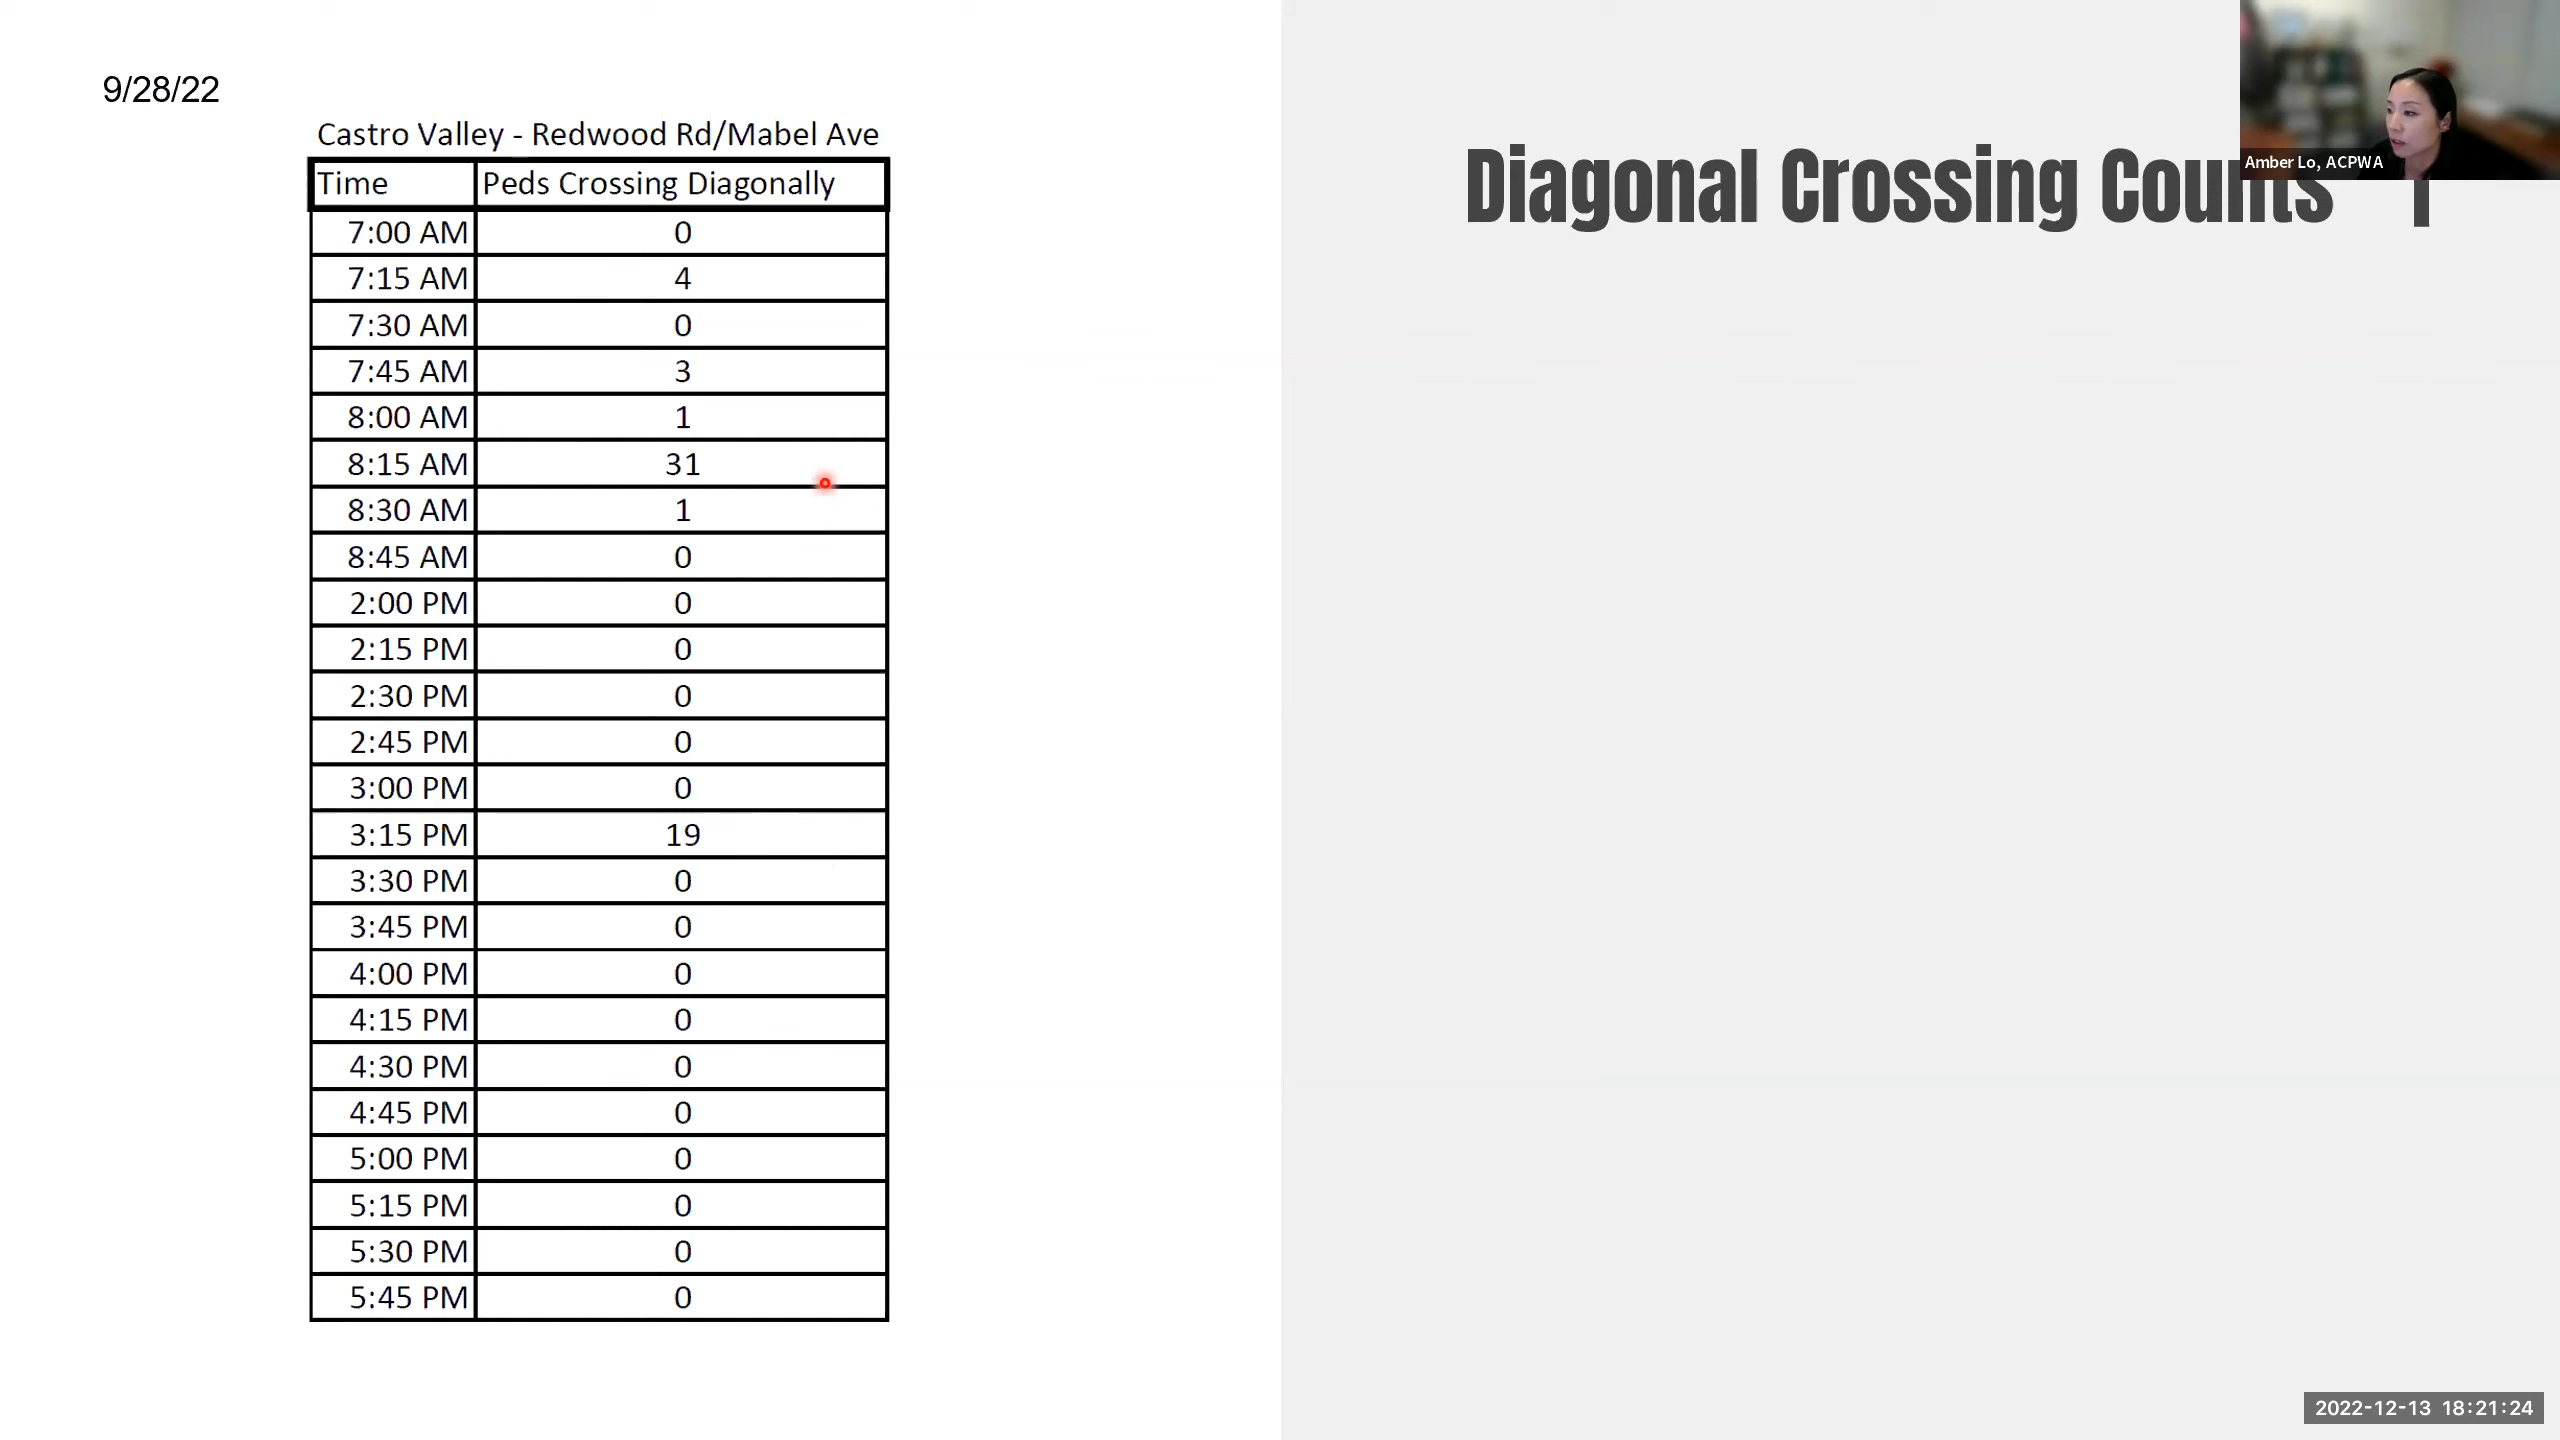 9/28/22
Castro Valley - Redwood Rd/Mabel Ave
Time Peds Crossing Diagonally
7:00 AM 0
7:15 AM 4
7:30 AM 0
7:45 AM 3
8:00 AM 1
8:15 AM 31
8:30 AM 1
8:45 AM 0
2:00 PM 0
2:15 PM 0
2:30 PM 0
2:45 PM 0
3:00 PM 0
3:15 PM 19
3:30 PM 0
3:45 PM 0
4:00 PM 0
4:15 PM 0
4:30 PM 0
4:45 PM 0
5:00 PM 0
5:15 PM 0
5:30 PM 0
5:45 PM 0
Diagonal Crossing Counts
Amber Lo, ACPWA
2022-12-13 18:21:24